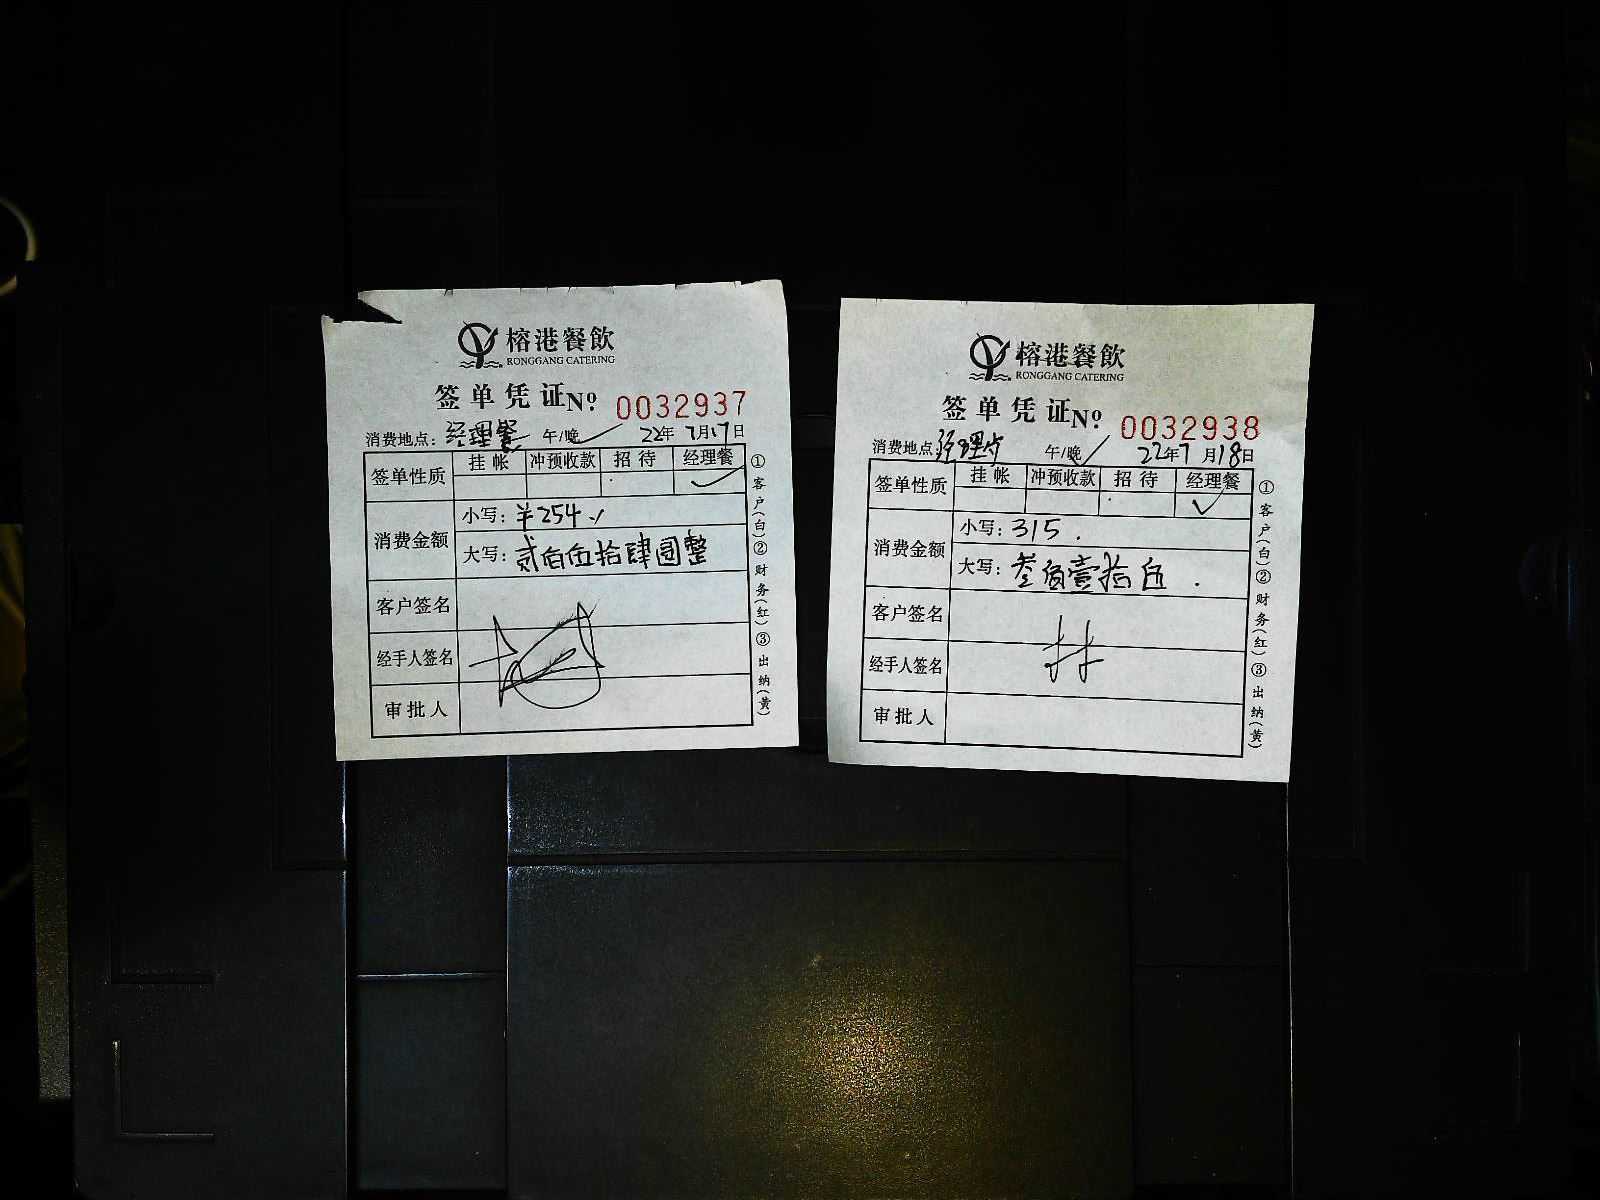 榕港餐飲
RONGGANG CATERING
签单凭证 No 0032937
消费地点：经理餐 午/晚 22年7月17日
签单性质 挂帐 冲预收款 招待 经理餐
消费金额 小写：¥254
大写：贰佰伍拾肆圆整
客户签名
经手人签名
审批人
①客户(白)②财务(红)③出纳(黄)
榕港餐飲
RONGGANG CATERING
签单凭证 No 0032938
消费地点：经理 午/晚 22年7月18日
签单性质 挂帐 冲预收款 招待 经理餐
消费金额 小写：315.
大写：叁佰壹拾伍.
客户签名
经手人签名
审批人
①客户(白)②财务(红)③出纳(黄)